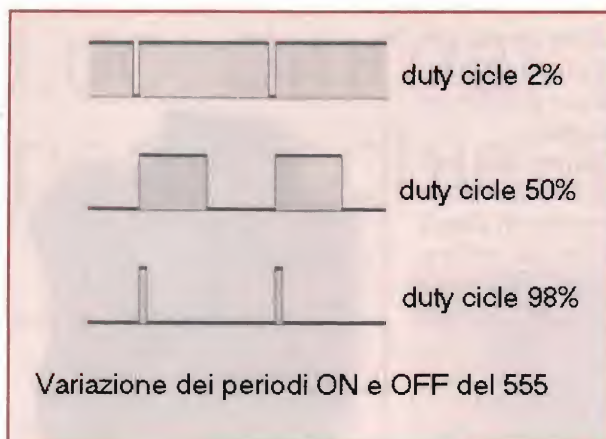 duty cicle 2%
duty cicle 50%
duty cicle 98%
Variazione dei periodi ON e OFF del 555